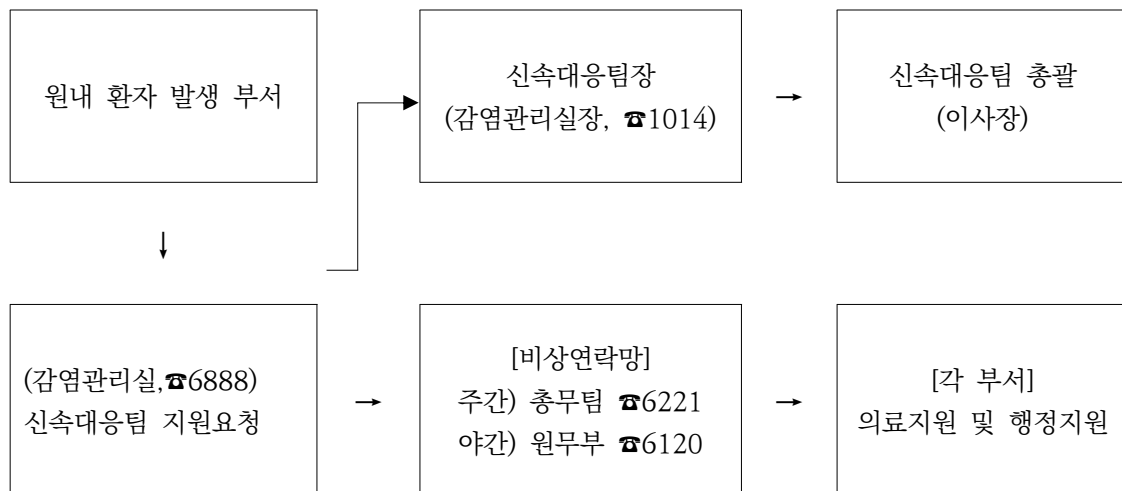 원내 환자 발생 부서
신속대응팀장
(감염관리실장, ☎1014)
→
신속대응팀 총괄
(이사장)
↓
(감염관리실,☎6888)
신속대응팀 지원요청
→
[비상연락망]
주간) 총무팀 ☎6221
야간) 원무부 ☎6120
→
[각 부서]
의료지원 및 행정지원